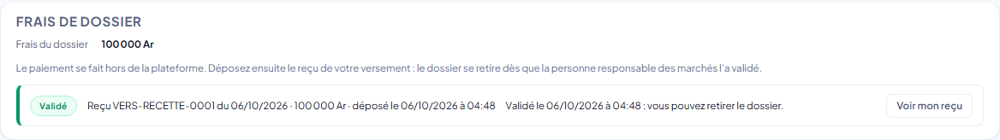 FRAIS DE DOSSIER
Frais du dossier 100 000 Ar
Le paiement se fait hors de la plateforme. Déposez ensuite le reçu de votre versement : le dossier se retire dès que la personne responsable des marchés l'a validé.
Validé Reçu VERS-RECETTE-0001 du 06/10/2026 · 100 000 Ar · déposé le 06/10/2026 à 04:48 Validé le 06/10/2026 à 04:48 : vous pouvez retirer le dossier. Voir mon reçu